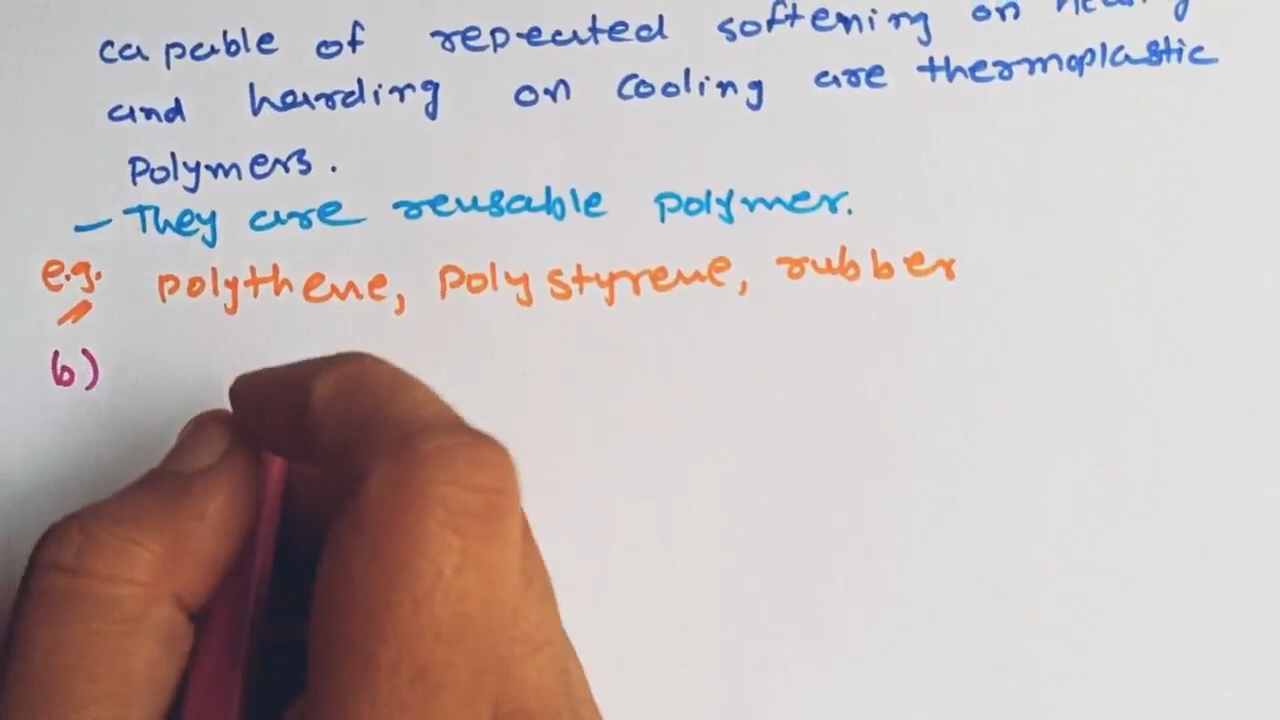 capable of repeated softening on
and harding on cooling are thermoplastic
Polymers.
- They are reusable polymer.
e.g. polythene, polystyrene, rubber
b)